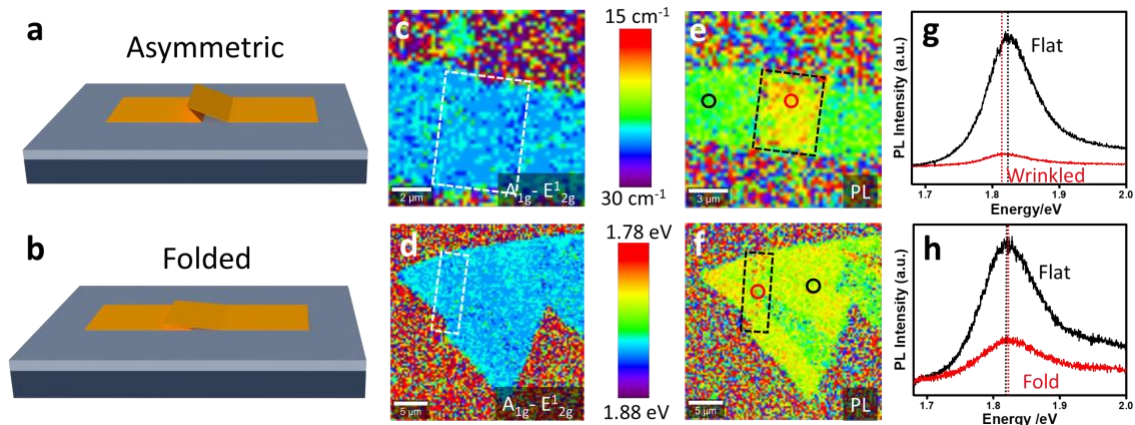 a
Asymmetric
b
Folded
c
2 μm
A1g- E12g
d
5 μm
A1g- E12g
15 cm-1
30 cm-1
1.78 eV
1.88 eV
e
3 μm
PL
f
5 μm
PL
g
Flat
Wrinkled
PL Intensity (a.u.)
1.7 1.8 1.9 2.0
Energy/eV
h
Flat
Fold
PL Intensity (a.u.)
1.7 1.8 1.9 2.0
Energy /eV